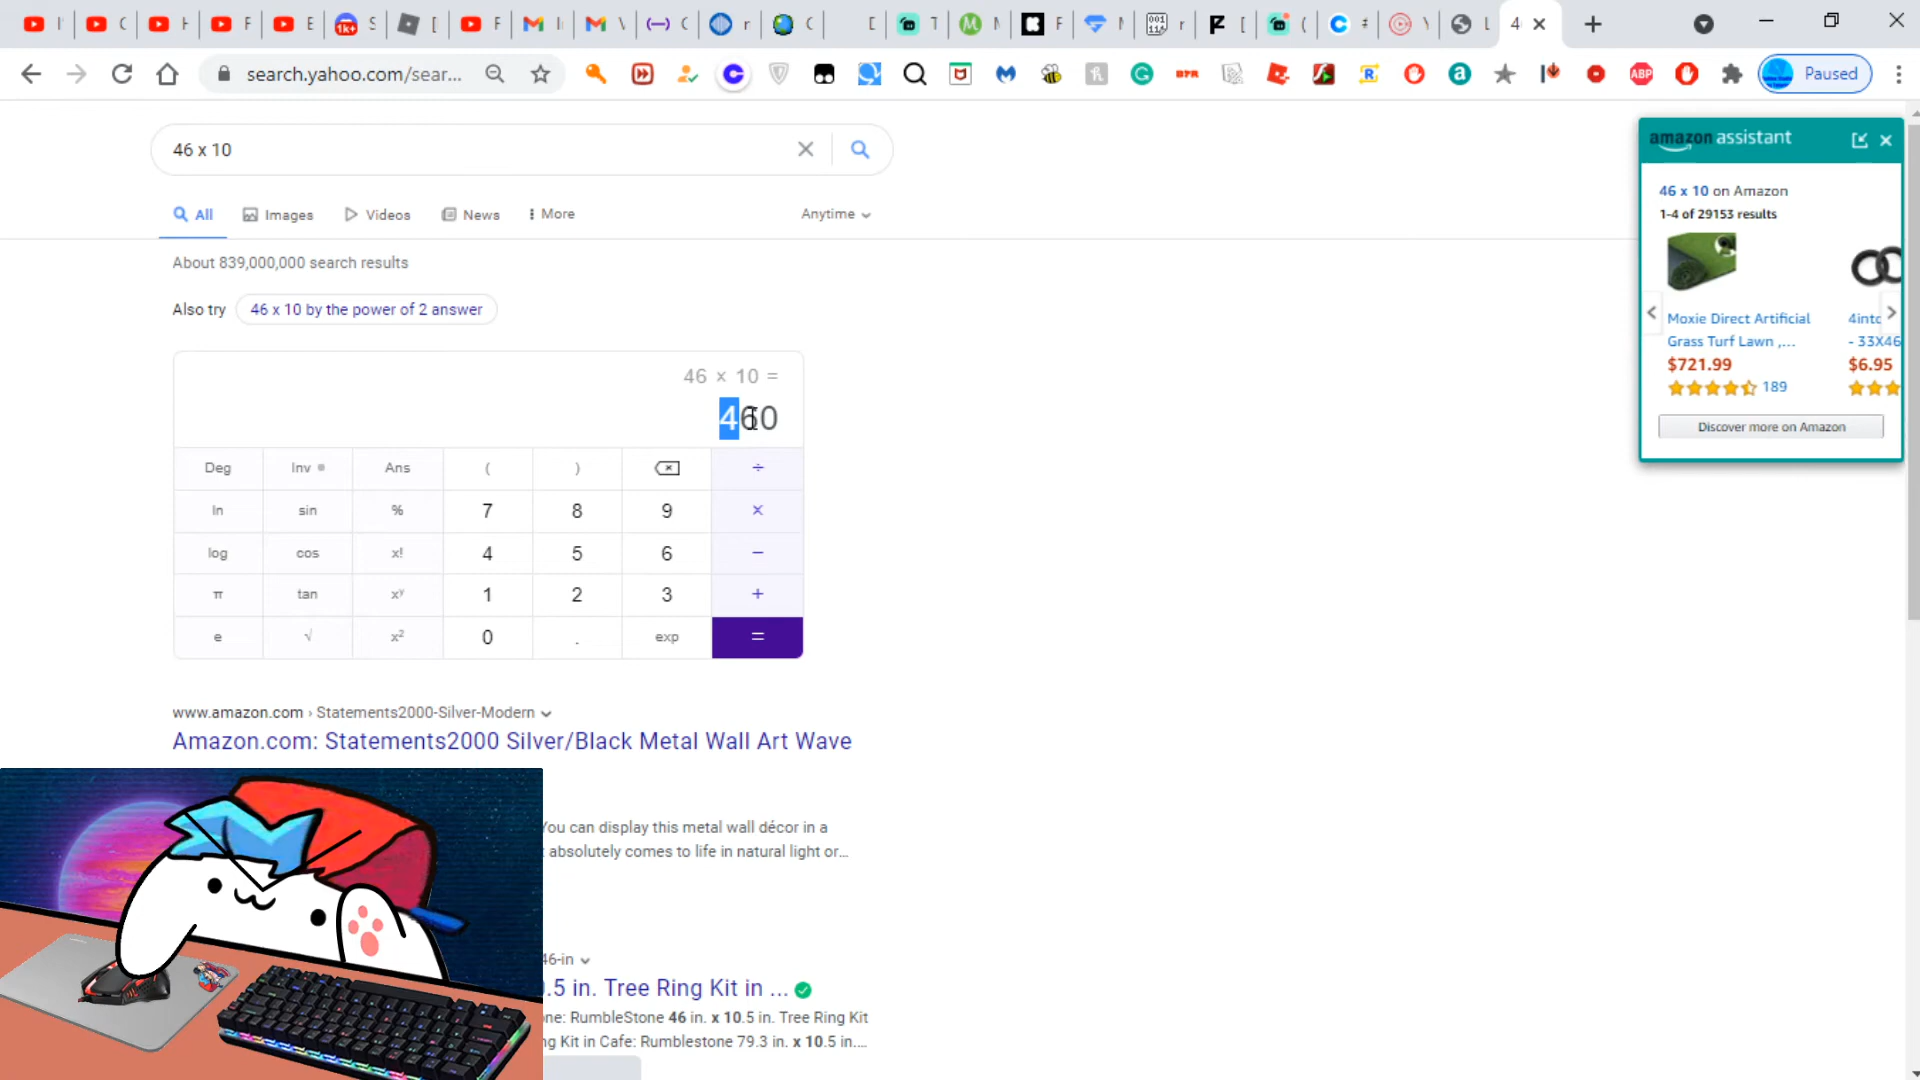 search.yahoo.com/sear...
Paused
46 x 10
All
Images
Videos
News
More
Anytime
About 839,000,000 search results
Also try
46 x 10 by the power of 2 answer
46 × 10 =
460
Deg
Inv
Ans
(
)
÷
ln
sin
%
7
8
9
×
log
cos
x!
4
5
6
−
π
tan
xʸ
1
2
3
+
e
√
x²
0
.
exp
=
www.amazon.com › Statements2000-Silver-Modern
Amazon.com: Statements2000 Silver/Black Metal Wall Art Wave
You can display this metal wall décor in a
absolutely comes to life in natural light or...
46-in
.5 in. Tree Ring Kit in ...
ne: RumbleStone 46 in. x 10.5 in. Tree Ring Kit
ng Kit in Cafe: Rumblestone 79.3 in. x 10.5 in....
amazon assistant
46 x 10 on Amazon
1-4 of 29153 results
Moxie Direct Artificial
Grass Turf Lawn ,...
$721.99
189
4into
- 33X46
$6.95
Discover more on Amazon